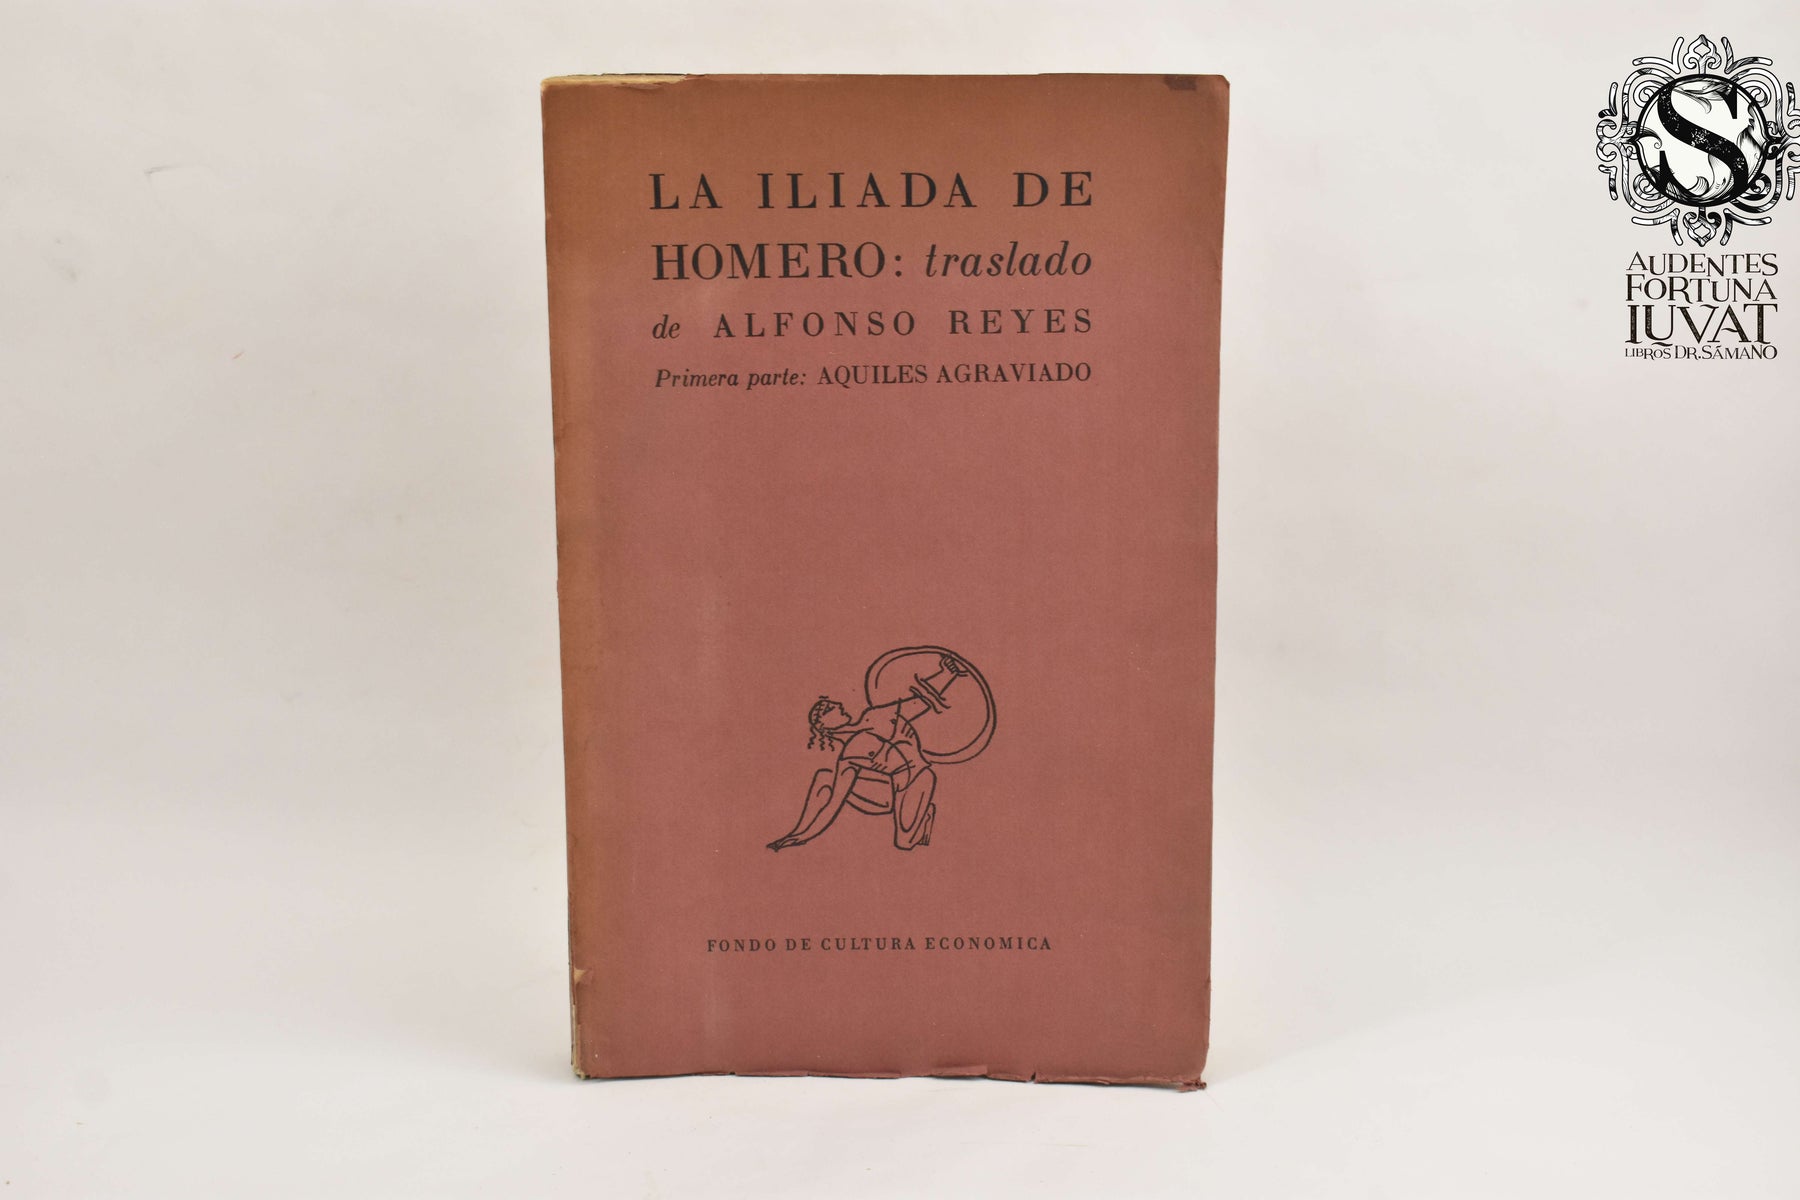 LA ILIADA DE
HOMERO: traslado
de ALFONSO REYES
Primera parte: AQUILES AGRAVIADO
FONDO DE CULTURA ECONOMICA
S
AUDENTES
FORTUNA
IUVAT
LIBROS DR. SÁMANO